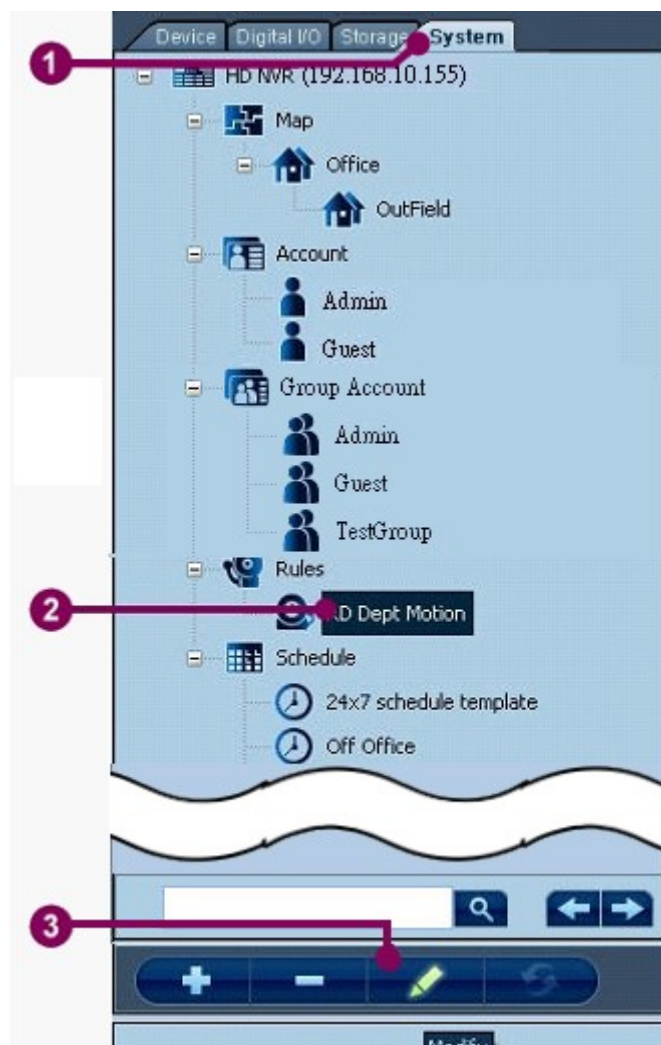 Device Digital I/O Storage System
1
HD NVR (192.168.10.155)
Map
Office
OutField
Account
Admin
Guest
Group Account
Admin
Guest
TestGroup
Rules
2
Dept Motion
Schedule
24x7 schedule template
Off Office
3